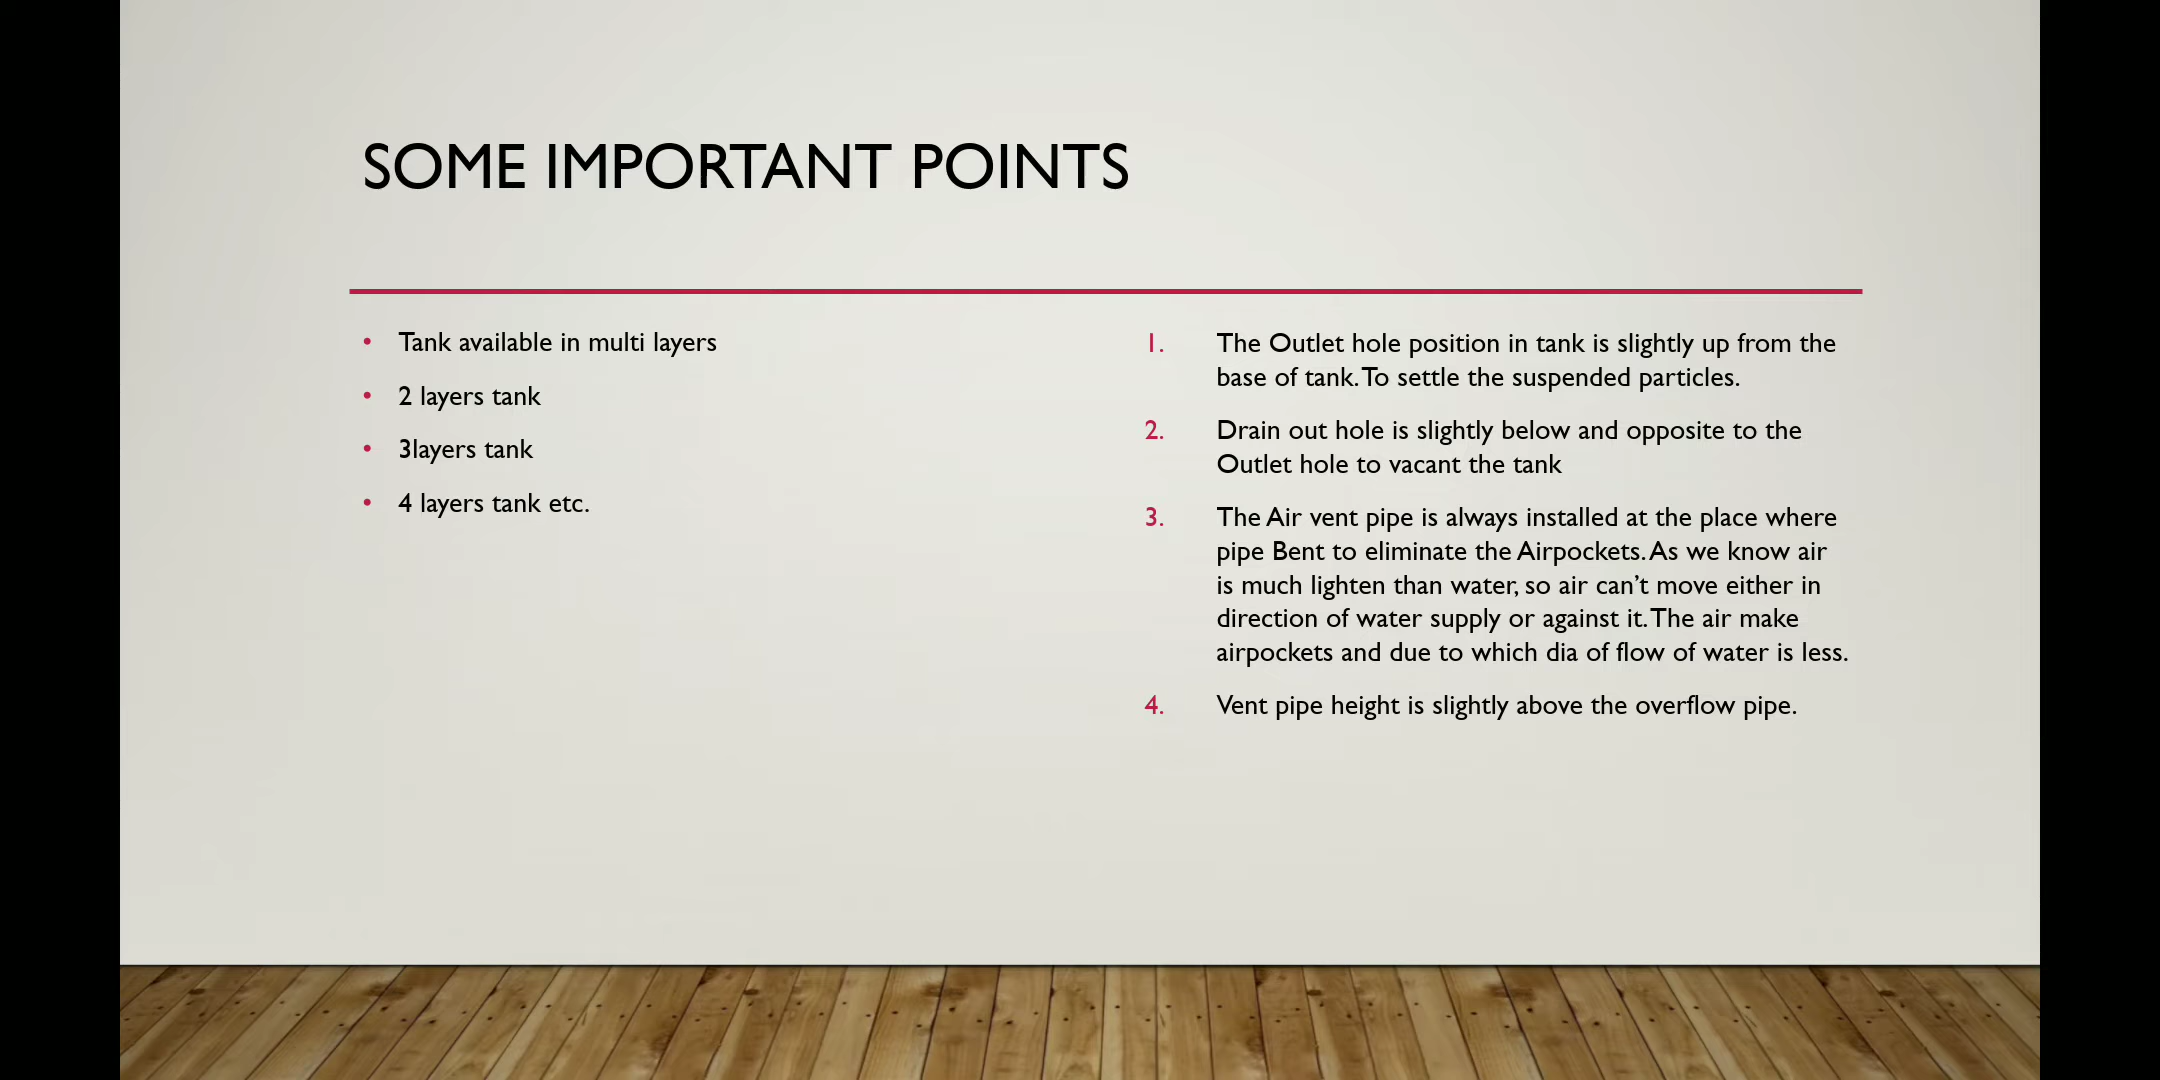 SOME IMPORTANT POINTS
• Tank available in multi layers
• 2 layers tank
• 3layers tank
• 4 layers tank etc.
1. The Outlet hole position in tank is slightly up from the
base of tank. To settle the suspended particles.
2. Drain out hole is slightly below and opposite to the
Outlet hole to vacant the tank
3. The Air vent pipe is always installed at the place where
pipe Bent to eliminate the Airpockets. As we know air
is much lighten than water, so air can’t move either in
direction of water supply or against it. The air make
airpockets and due to which dia of flow of water is less.
4. Vent pipe height is slightly above the overflow pipe.